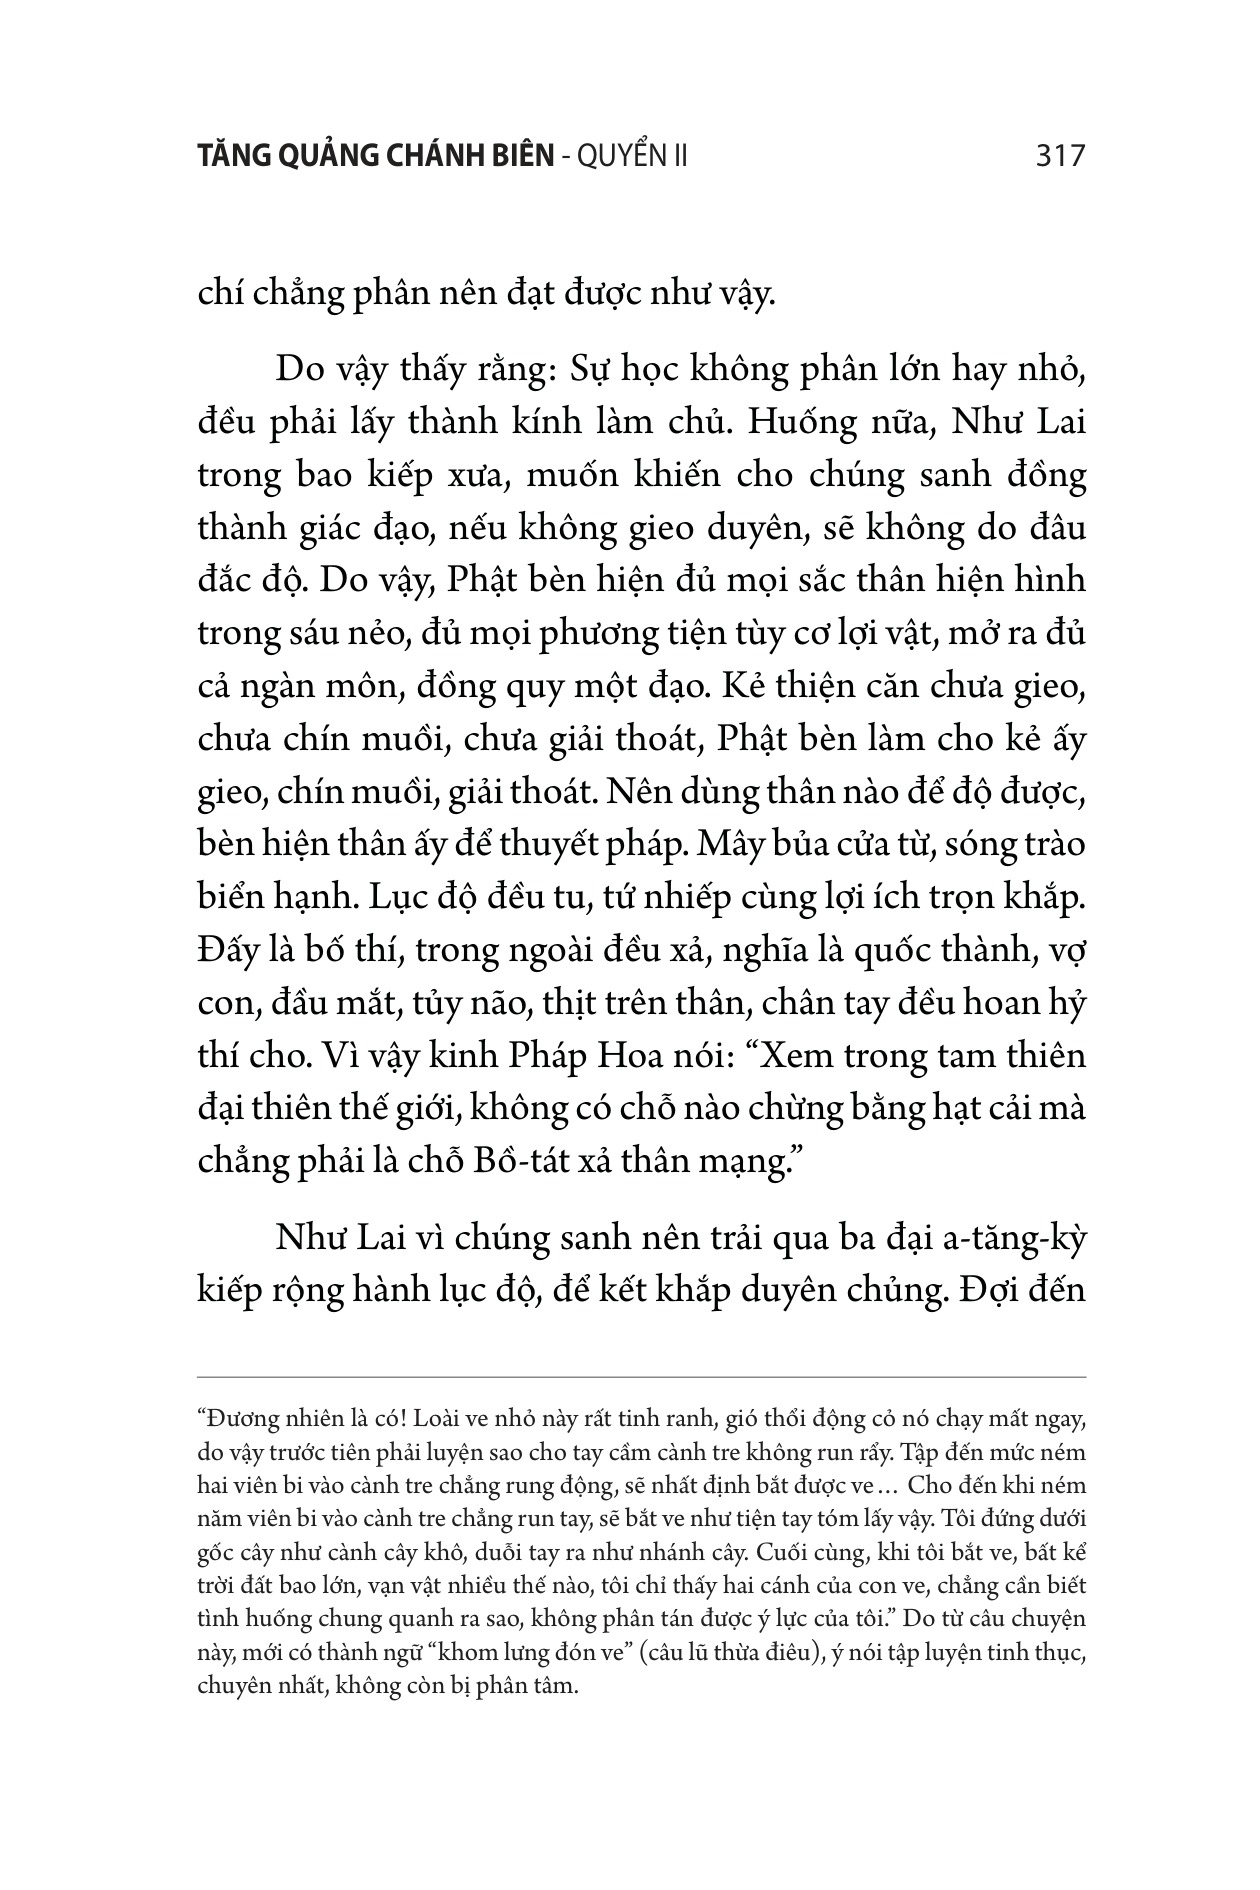 TĂNG QUẢNG CHÁNH BIÊN - QUYỂN II 317
chí chẳng phân nên đạt được như vậy.
Do vậy thấy rằng: Sự học không phân lớn hay nhỏ,
đều phải lấy thành kính làm chủ. Huống nữa, Như Lai
trong bao kiếp xưa, muốn khiến cho chúng sanh đồng
thành giác đạo, nếu không gieo duyên, sẽ không do đâu
đắc độ. Do vậy, Phật bèn hiện đủ mọi sắc thân hiện hình
trong sáu nẻo, đủ mọi phương tiện tùy cơ lợi vật, mở ra đủ
cả ngàn môn, đồng quy một đạo. Kẻ thiện căn chưa gieo,
chưa chín muồi, chưa giải thoát, Phật bèn làm cho kẻ ấy
gieo, chín muồi, giải thoát. Nên dùng thân nào để độ được,
bèn hiện thân ấy để thuyết pháp. Mây bủa cửa từ, sóng trào
biển hạnh. Lục độ đều tu, tứ nhiếp cùng lợi ích trọn khắp.
Đấy là bố thí, trong ngoài đều xả, nghĩa là quốc thành, vợ
con, đầu mắt, tủy não, thịt trên thân, chân tay đều hoan hỷ
thí cho. Vì vậy kinh Pháp Hoa nói: “Xem trong tam thiên
đại thiên thế giới, không có chỗ nào chừng bằng hạt cải mà
chẳng phải là chỗ Bồ-tát xả thân mạng.”
Như Lai vì chúng sanh nên trải qua ba đại a-tăng-kỳ
kiếp rộng hành lục độ, để kết khắp duyên chủng. Đợi đến
“Đương nhiên là có! Loài ve nhỏ này rất tinh ranh, gió thổi động cỏ nó chạy mất ngay,
do vậy trước tiên phải luyện sao cho tay cầm cành tre không run rẩy. Tập đến mức ném
hai viên bi vào cành tre chẳng rung động, sẽ nhất định bắt được ve… Cho đến khi ném
năm viên bi vào cành tre chẳng run tay, sẽ bắt ve như tiện tay tóm lấy vậy. Tôi đứng dưới
gốc cây như cành cây khô, duỗi tay ra như nhánh cây. Cuối cùng, khi tôi bắt ve, bất kể
trời đất bao lớn, vạn vật nhiều thế nào, tôi chỉ thấy hai cánh của con ve, chẳng cần biết
tình huống chung quanh ra sao, không phân tán được ý lực của tôi.” Do từ câu chuyện
này, mới có thành ngữ “khom lưng đón ve” (câu lũ thừa điêu), ý nói tập luyện tinh thục,
chuyên nhất, không còn bị phân tâm.